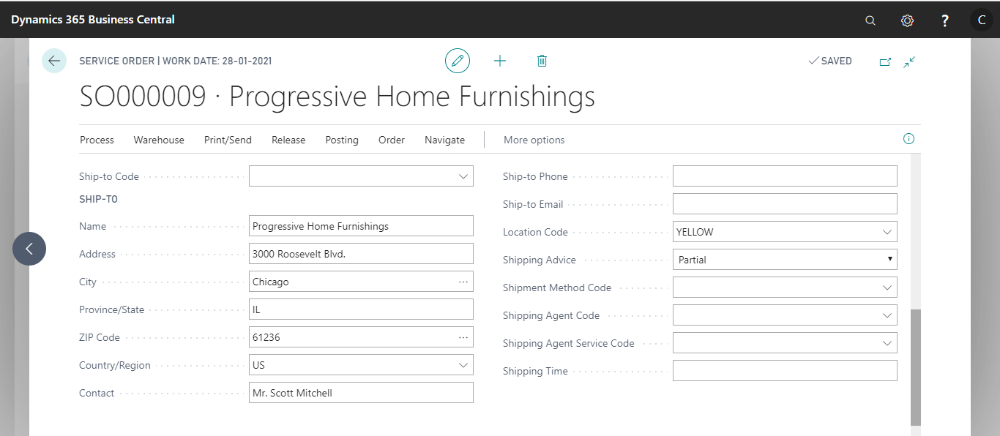 Dynamics 365 Business Central
? C
SERVICE ORDER | WORK DATE: 28-01-2021
SAVED
SO000009 · Progressive Home Furnishings
Process Warehouse Print/Send Release Posting Order Navigate More options
Ship-to Code
SHIP-TO
Name Progressive Home Furnishings
Address 3000 Roosevelt Blvd.
City Chicago
Province/State IL
ZIP Code 61236
Country/Region US
Contact Mr. Scott Mitchell
Ship-to Phone
Ship-to Email
Location Code YELLOW
Shipping Advice Partial
Shipment Method Code
Shipping Agent Code
Shipping Agent Service Code
Shipping Time